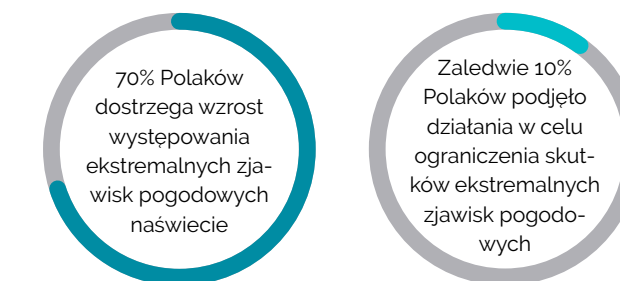 70% Polaków
dostrzega wzrost
występowania
ekstremalnych zja-
wisk pogodowych
naświecie
Zaledwie 10%
Polaków podjęło
działania w celu
ograniczenia skut-
ków ekstremalnych
zjawisk pogodo-
wych